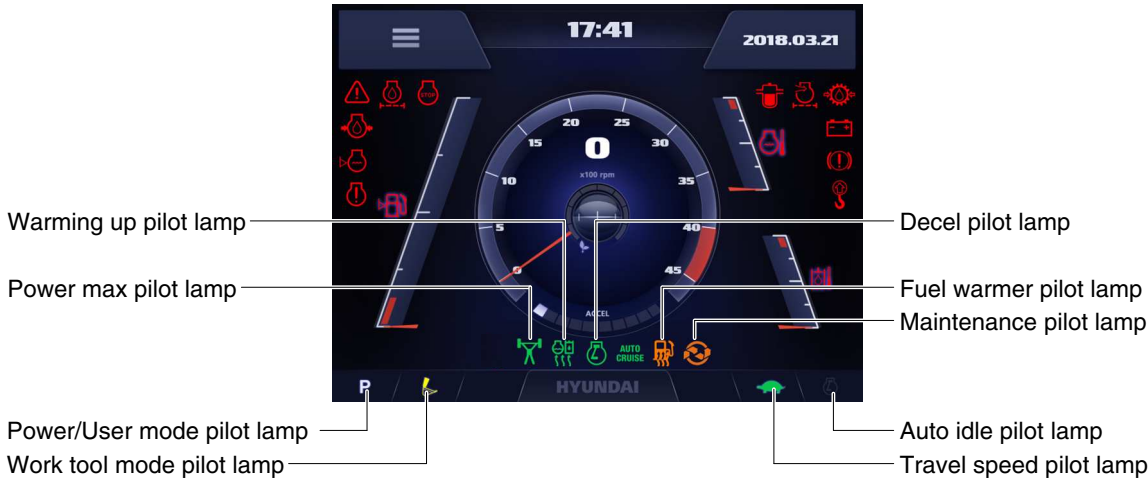 17:41
2018.03.21
STOP
20
25
15
0
30
x100 rpm
10
35
Warming up pilot lamp
5
40
Decel pilot lamp
0
45
Power max pilot lamp
Fuel warmer pilot lamp
ACCEL
Maintenance pilot lamp
AUTO
CRUISE
P
HYUNDAI
Power/User mode pilot lamp
Auto idle pilot lamp
Work tool mode pilot lamp
Travel speed pilot lamp